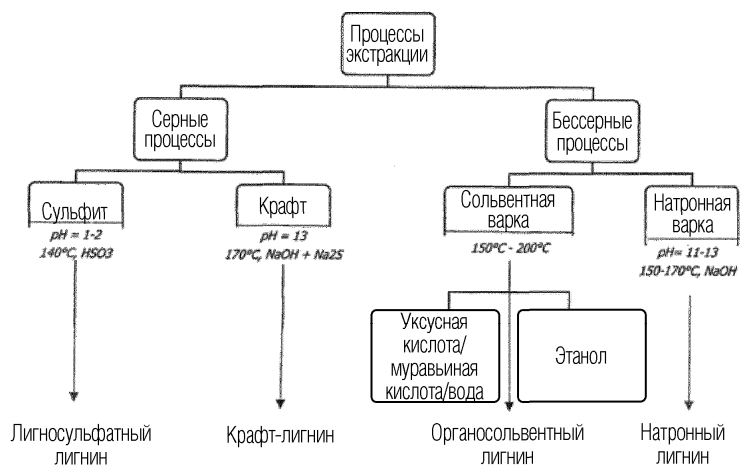 Процессы
экстракции
Серные
процессы
Бессерные
процессы
Сульфит
pH = 1-2
140°C, HSO3
Крафт
pH = 13
170°C, NaOH + Na2S
Сольвентная
варка
150°C - 200°C
Натронная
варка
pH= 11-13
150-170°C, NaOH
Уксусная
кислота/
муравьиная
кислота/вода
Этанол
Лигносульфатный
лигнин
Крафт-лигнин
Органосольвентный
лигнин
Натронный
лигнин